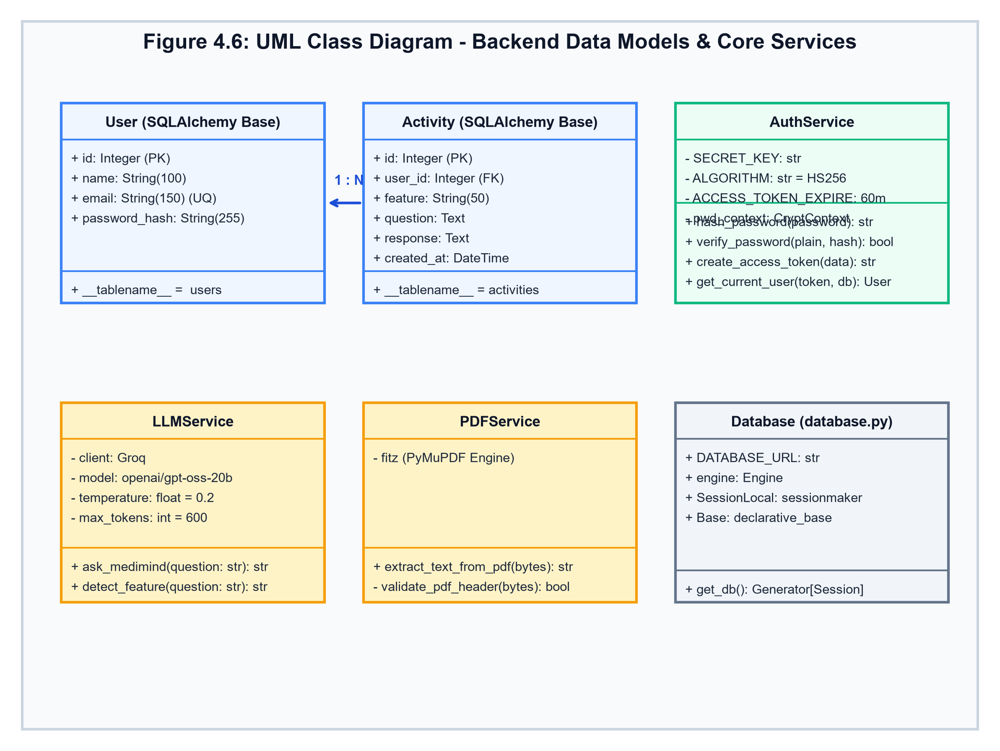 Figure 4.6: UML Class Diagram - Backend Data Models & Core Services
User (SQLAlchemy Base)
+ id: Integer (PK)
+ name: String(100)
+ email: String(150) (UQ)
+ password_hash: String(255)
+ __tablename__ =  users
1 : N
Activity (SQLAlchemy Base)
+ id: Integer (PK)
+ user_id: Integer (FK)
+ feature: String(50)
+ question: Text
+ response: Text
+ created_at: DateTime
+ __tablename__ = activities
AuthService
- SECRET_KEY: str
- ALGORITHM: str = HS256
- ACCESS_TOKEN_EXPIRE: 60m
- pwd_context: CryptContext
+ hash_password(password): str
+ verify_password(plain, hash): bool
+ create_access_token(data): str
+ get_current_user(token, db): User
LLMService
- client: Groq
- model: openai/gpt-oss-20b
- temperature: float = 0.2
- max_tokens: int = 600
+ ask_medimind(question: str): str
+ detect_feature(question: str): str
PDFService
- fitz (PyMuPDF Engine)
+ extract_text_from_pdf(bytes): str
- validate_pdf_header(bytes): bool
Database (database.py)
+ DATABASE_URL: str
+ engine: Engine
+ SessionLocal: sessionmaker
+ Base: declarative_base
+ get_db(): Generator[Session]